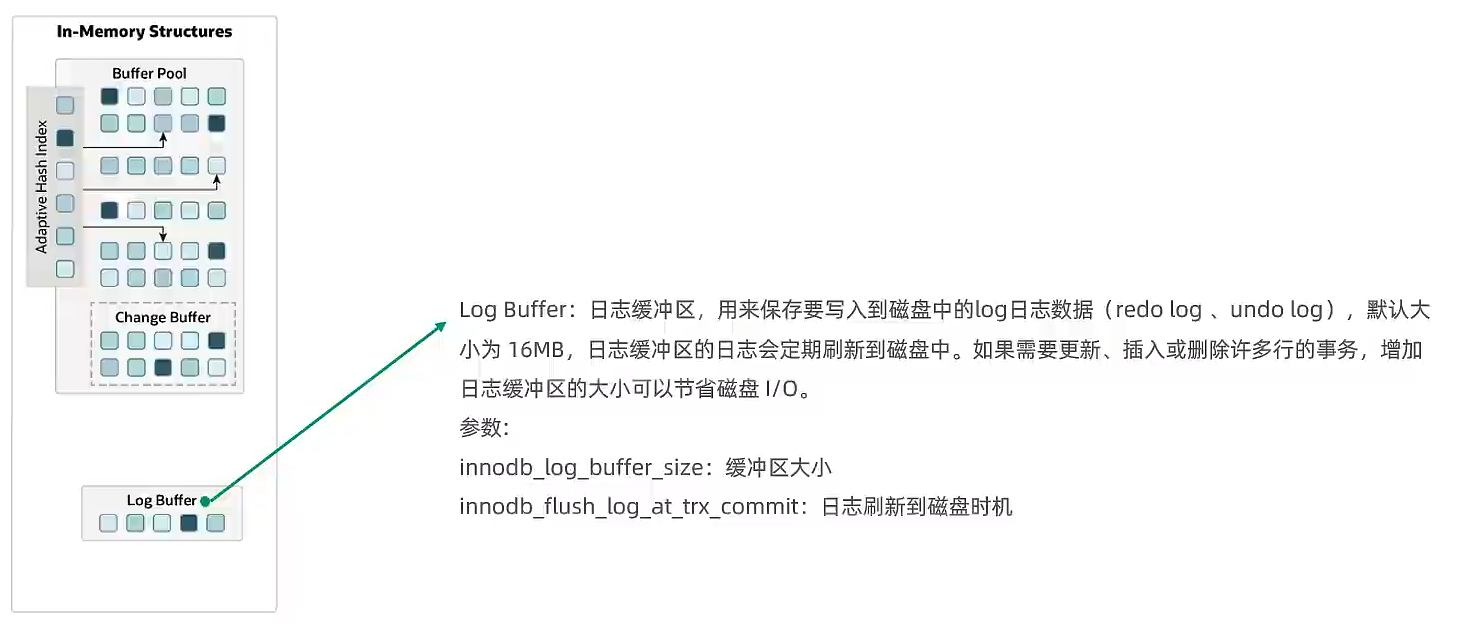 In-Memory Structures
Buffer Pool
Adaptive Hash Index
Change Buffer
Log Buffer
Log Buffer：日志缓冲区，用来保存要写入到磁盘中的log日志数据（redo log 、undo log），默认大
小为 16MB，日志缓冲区的日志会定期刷新到磁盘中。如果需要更新、插入或删除许多行的事务，增加
日志缓冲区的大小可以节省磁盘 I/O。
参数:
innodb_log_buffer_size：缓冲区大小
innodb_flush_log_at_trx_commit：日志刷新到磁盘时机